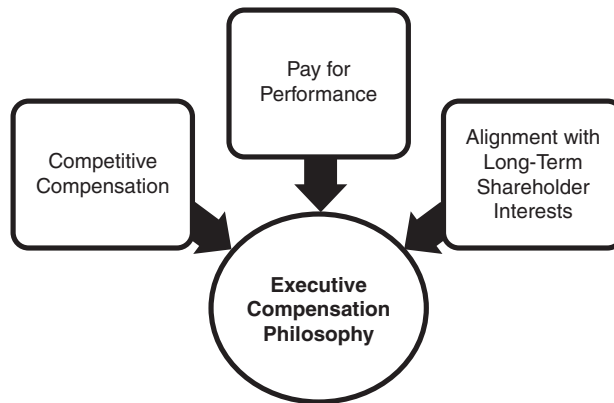 Pay for
Performance
Competitive
Compensation
Alignment with
Long-Term
Shareholder
Interests
Executive
Compensation
Philosophy